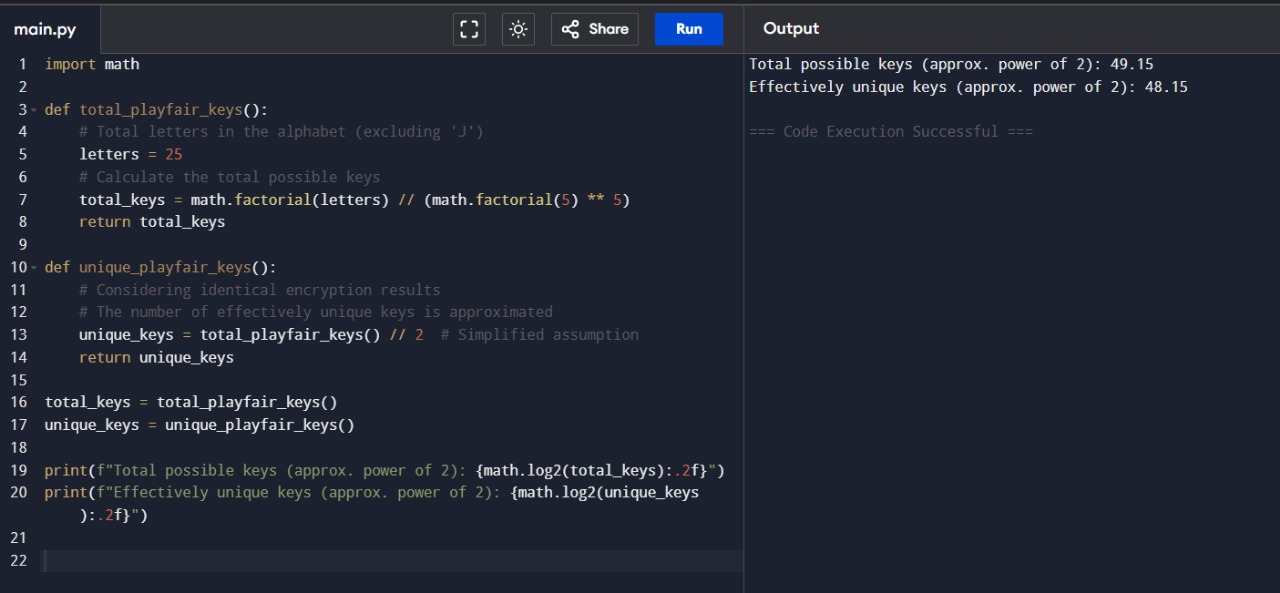 main.py
Share
Run
Output
1 import math
2
3 def total_playfair_keys():
4     # Total letters in the alphabet (excluding 'J')
5     letters = 25
6     # Calculate the total possible keys
7     total_keys = math.factorial(letters) // (math.factorial(5) ** 5)
8     return total_keys
9
10 def unique_playfair_keys():
11     # Considering identical encryption results
12     # The number of effectively unique keys is approximated
13     unique_keys = total_playfair_keys() // 2  # Simplified assumption
14     return unique_keys
15
16 total_keys = total_playfair_keys()
17 unique_keys = unique_playfair_keys()
18
19 print(f"Total possible keys (approx. power of 2): {math.log2(total_keys):.2f}")
20 print(f"Effectively unique keys (approx. power of 2): {math.log2(unique_keys
):.2f}")
21
22
Total possible keys (approx. power of 2): 49.15
Effectively unique keys (approx. power of 2): 48.15
=== Code Execution Successful ===